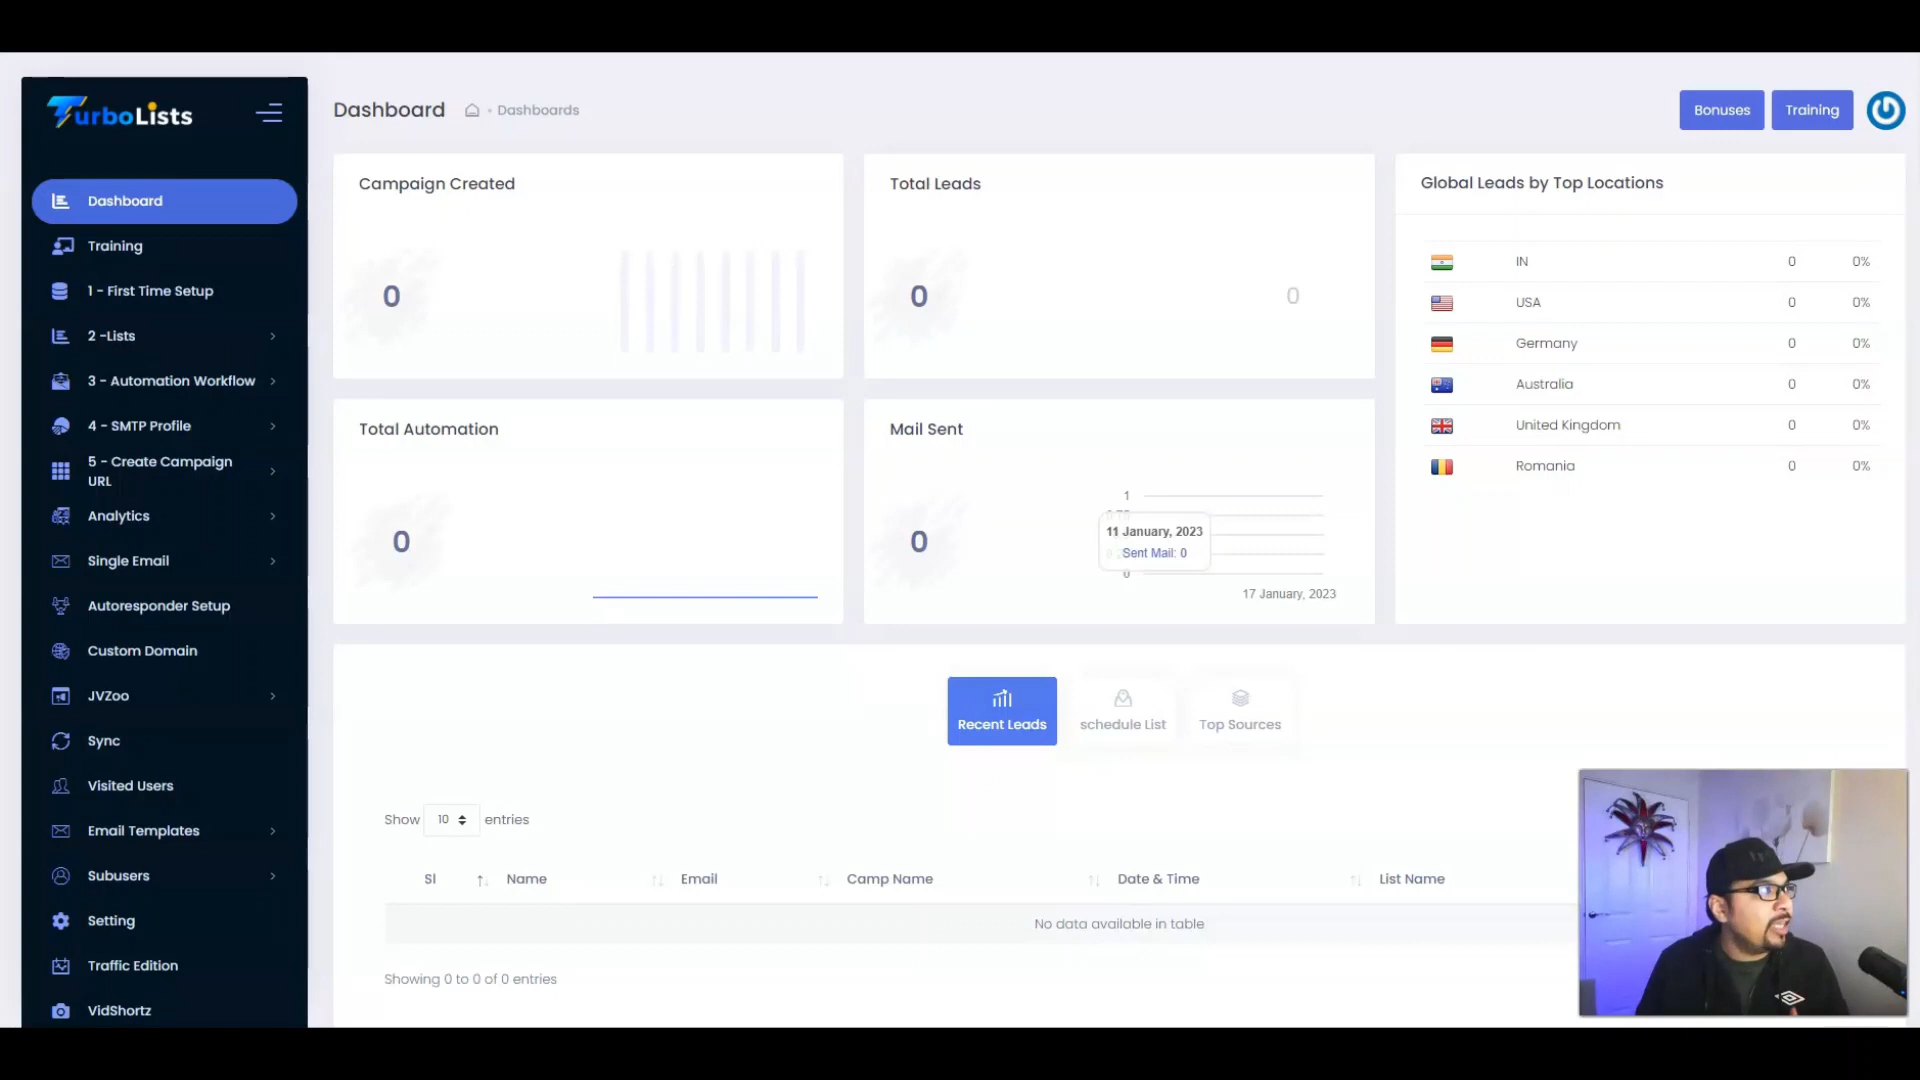 TurboLists
Dashboard
Training
1 - First Time Setup
2 -Lists
3 - Automation Workflow
4 - SMTP Profile
5 - Create Campaign
URL
Analytics
Single Email
Autoresponder Setup
Custom Domain
JVZoo
Sync
Visited Users
Email Templates
Subusers
Setting
Traffic Edition
VidShortz
Dashboard
Dashboards
Bonuses
Training
Campaign Created
0
Total Leads
0
0
Global Leads by Top Locations
IN 0 0%
USA 0 0%
Germany 0 0%
Australia 0 0%
United Kingdom 0 0%
Romania 0 0%
Total Automation
0
Mail Sent
0
1
11 January, 2023
Sent Mail: 0
0
17 January, 2023
Recent Leads
schedule List
Top Sources
Show 10 entries
Sl Name Email Camp Name Date & Time List Name
No data available in table
Showing 0 to 0 of 0 entries